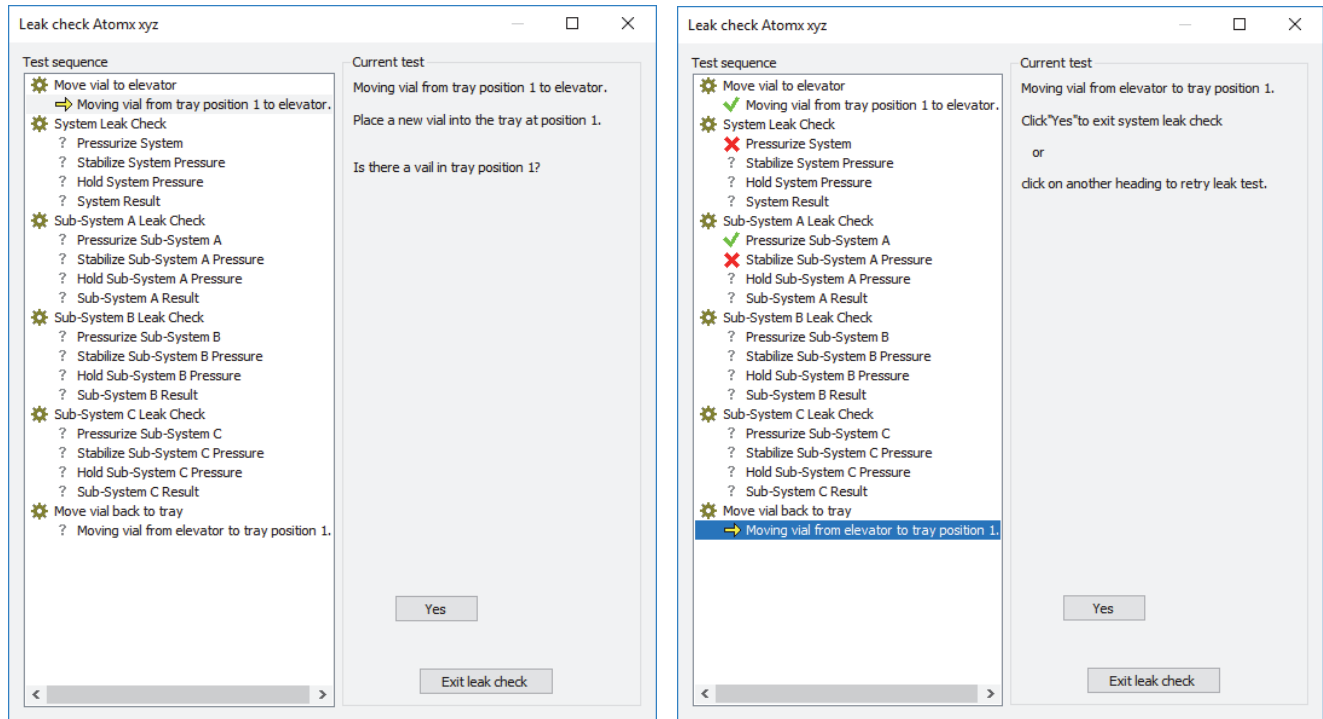 Leak check Atomx xyz
Test sequence
Move vial to elevator
Moving vial from tray position 1 to elevator.
System Leak Check
? Pressurize System
? Stabilize System Pressure
? Hold System Pressure
? System Result
Sub-System A Leak Check
? Pressurize Sub-System A
? Stabilize Sub-System A Pressure
? Hold Sub-System A Pressure
? Sub-System A Result
Sub-System B Leak Check
? Pressurize Sub-System B
? Stabilize Sub-System B Pressure
? Hold Sub-System B Pressure
? Sub-System B Result
Sub-System C Leak Check
? Pressurize Sub-System C
? Stabilize Sub-System C Pressure
? Hold Sub-System C Pressure
? Sub-System C Result
Move vial back to tray
? Moving vial from elevator to tray position 1.
Current test
Moving vial from tray position 1 to elevator.
Place a new vial into the tray at position 1.
Is there a vail in tray position 1?
Yes
Exit leak check
Leak check Atomx xyz
Test sequence
Move vial to elevator
Moving vial from tray position 1 to elevator.
System Leak Check
Pressurize System
? Stabilize System Pressure
? Hold System Pressure
? System Result
Sub-System A Leak Check
Pressurize Sub-System A
Stabilize Sub-System A Pressure
? Hold Sub-System A Pressure
? Sub-System A Result
Sub-System B Leak Check
? Pressurize Sub-System B
? Stabilize Sub-System B Pressure
? Hold Sub-System B Pressure
? Sub-System B Result
Sub-System C Leak Check
? Pressurize Sub-System C
? Stabilize Sub-System C Pressure
? Hold Sub-System C Pressure
? Sub-System C Result
Move vial back to tray
Moving vial from elevator to tray position 1.
Current test
Moving vial from elevator to tray position 1.
Click"Yes"to exit system leak check
or
click on another heading to retry leak test.
Yes
Exit leak check